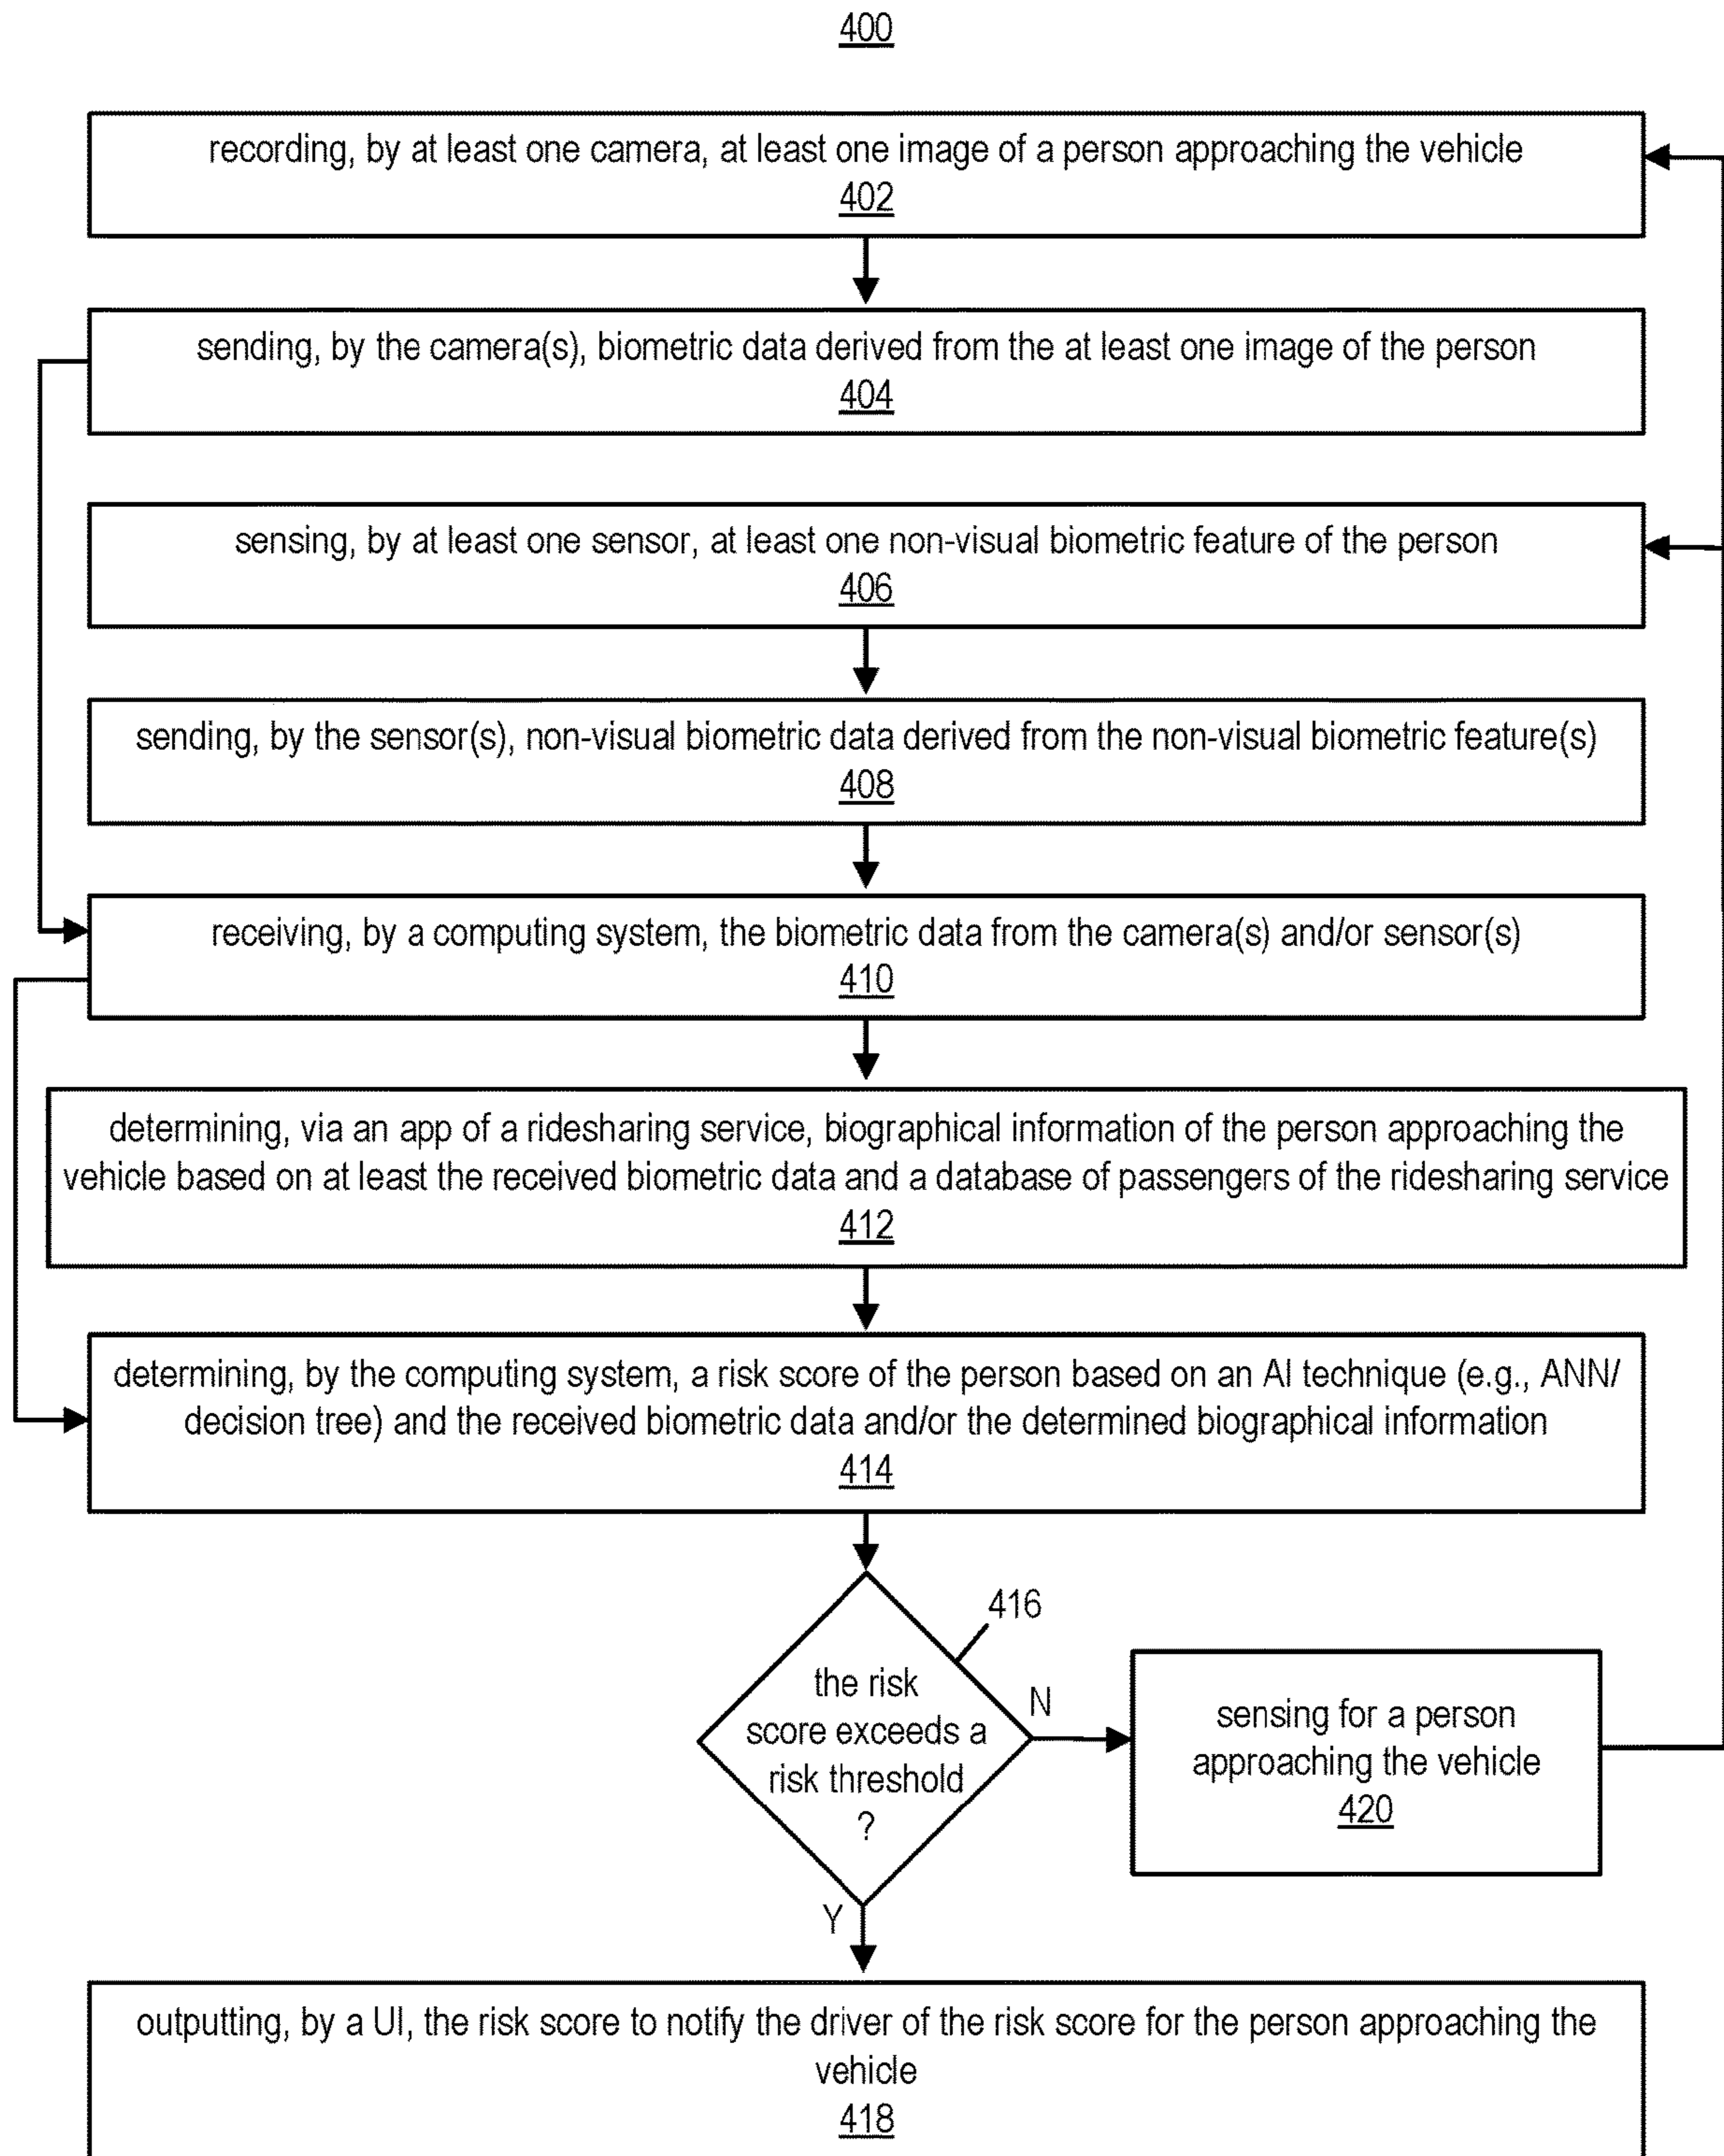 400
recording, by at least one camera, at least one image of a person approaching the vehicle
402
sending, by the camera(s), biometric data derived from the at least one image of the person
404
sensing, by at least one sensor, at least one non-visual biometric feature of the person
406
sending, by the sensor(s), non-visual biometric data derived from the non-visual biometric feature(s)
408
receiving, by a computing system, the biometric data from the camera(s) and/or sensor(s)
410
determining, via an app of a ridesharing service, biographical information of the person approaching the
vehicle based on at least the received biometric data and a database of passengers of the ridesharing service
412
determining, by the computing system, a risk score of the person based on an AI technique (e.g., ANN/
decision tree) and the received biometric data and/or the determined biographical information
414
416
the risk
score exceeds a
risk threshold
?
N
sensing for a person
approaching the vehicle
420
Y
outputting, by a UI, the risk score to notify the driver of the risk score for the person approaching the
vehicle
418